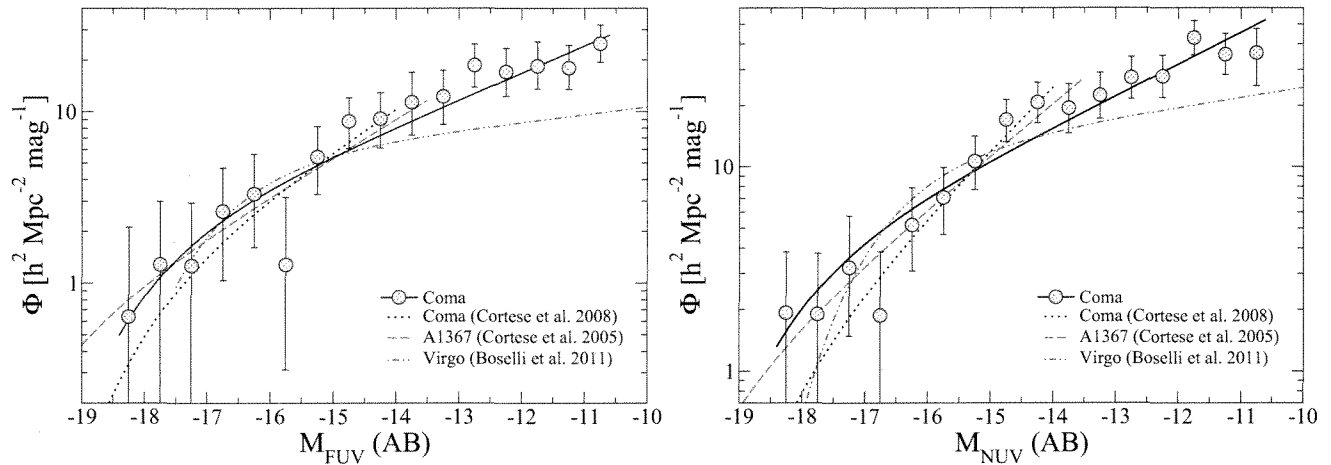 Φ [h² Mpc⁻² mag⁻¹]
10
1
Coma
Coma (Cortese et al. 2008)
A1367 (Cortese et al. 2005)
Virgo (Boselli et al. 2011)
-19 -18 -17 -16 -15 -14 -13 -12 -11 -10
M_FUV (AB)
Φ [h² Mpc⁻² mag⁻¹]
10
1
Coma
Coma (Cortese et al. 2008)
A1367 (Cortese et al. 2005)
Virgo (Boselli et al. 2011)
-19 -18 -17 -16 -15 -14 -13 -12 -11 -10
M_NUV (AB)